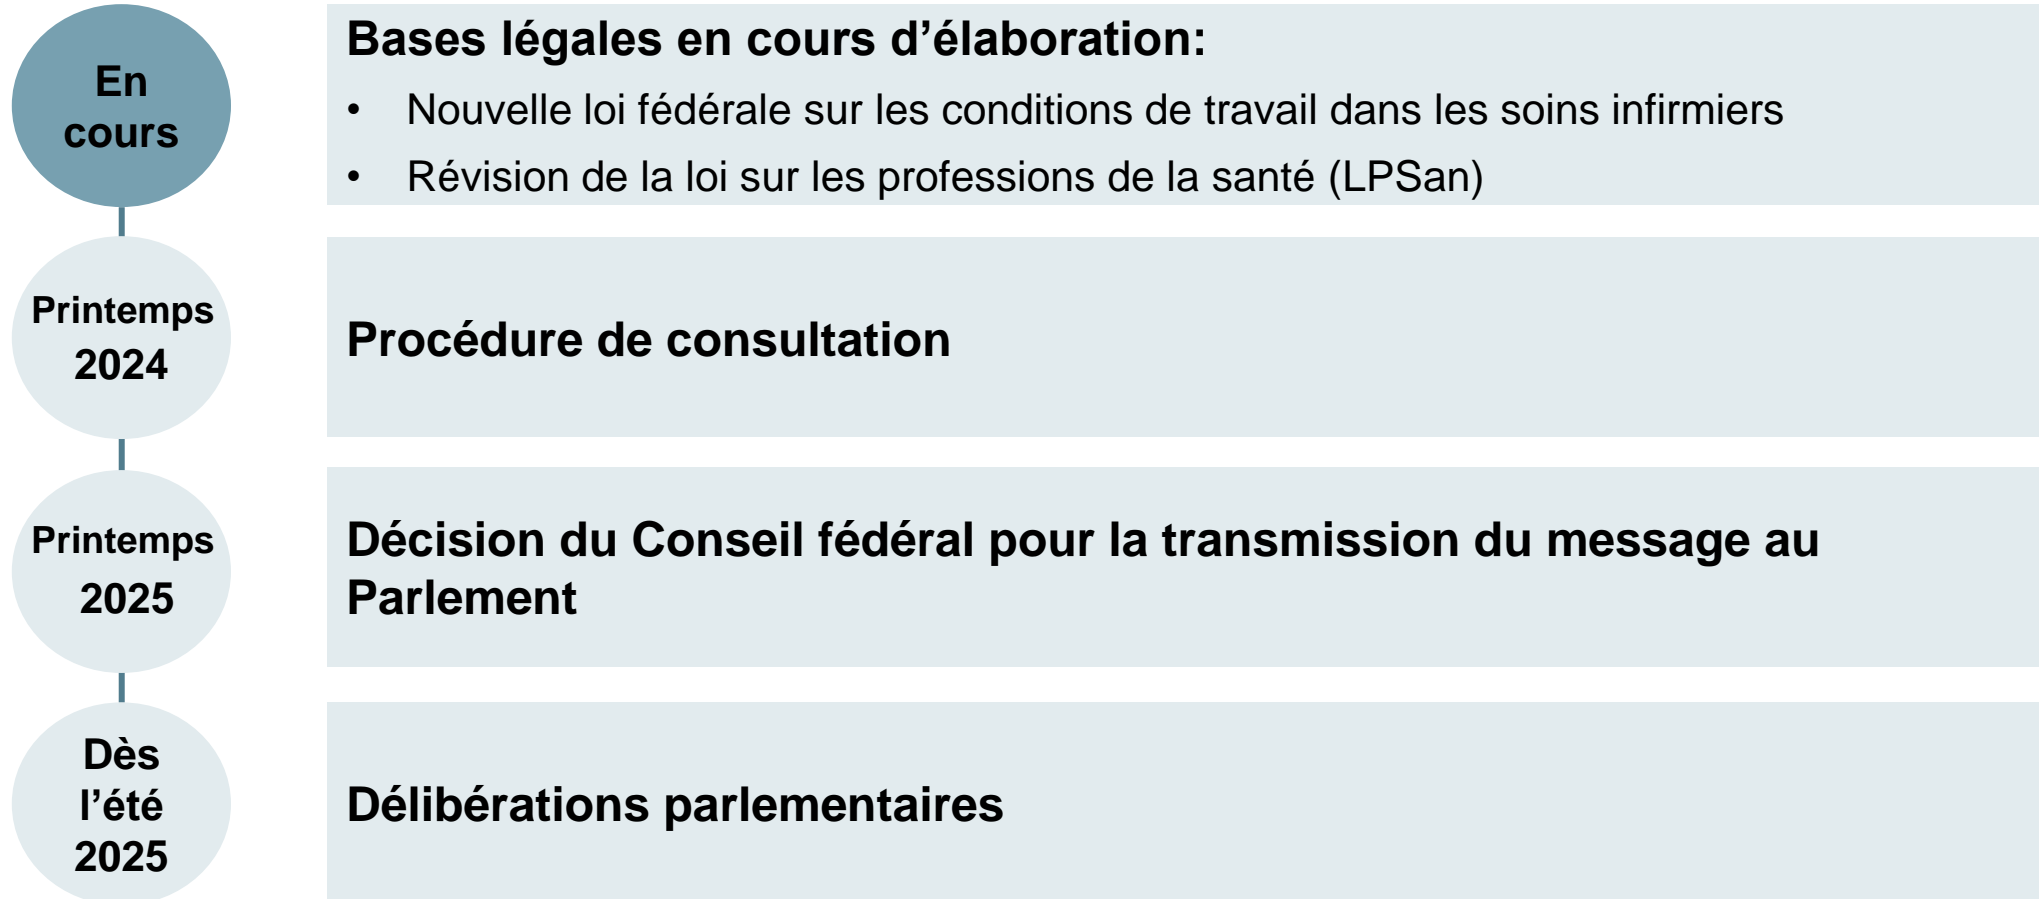 En
cours
Bases légales en cours d’élaboration:
• Nouvelle loi fédérale sur les conditions de travail dans les soins infirmiers
• Révision de la loi sur les professions de la santé (LPSan)
Printemps
2024
Procédure de consultation
Printemps
2025
Décision du Conseil fédéral pour la transmission du message au
Parlement
Dès
l’été
2025
Délibérations parlementaires